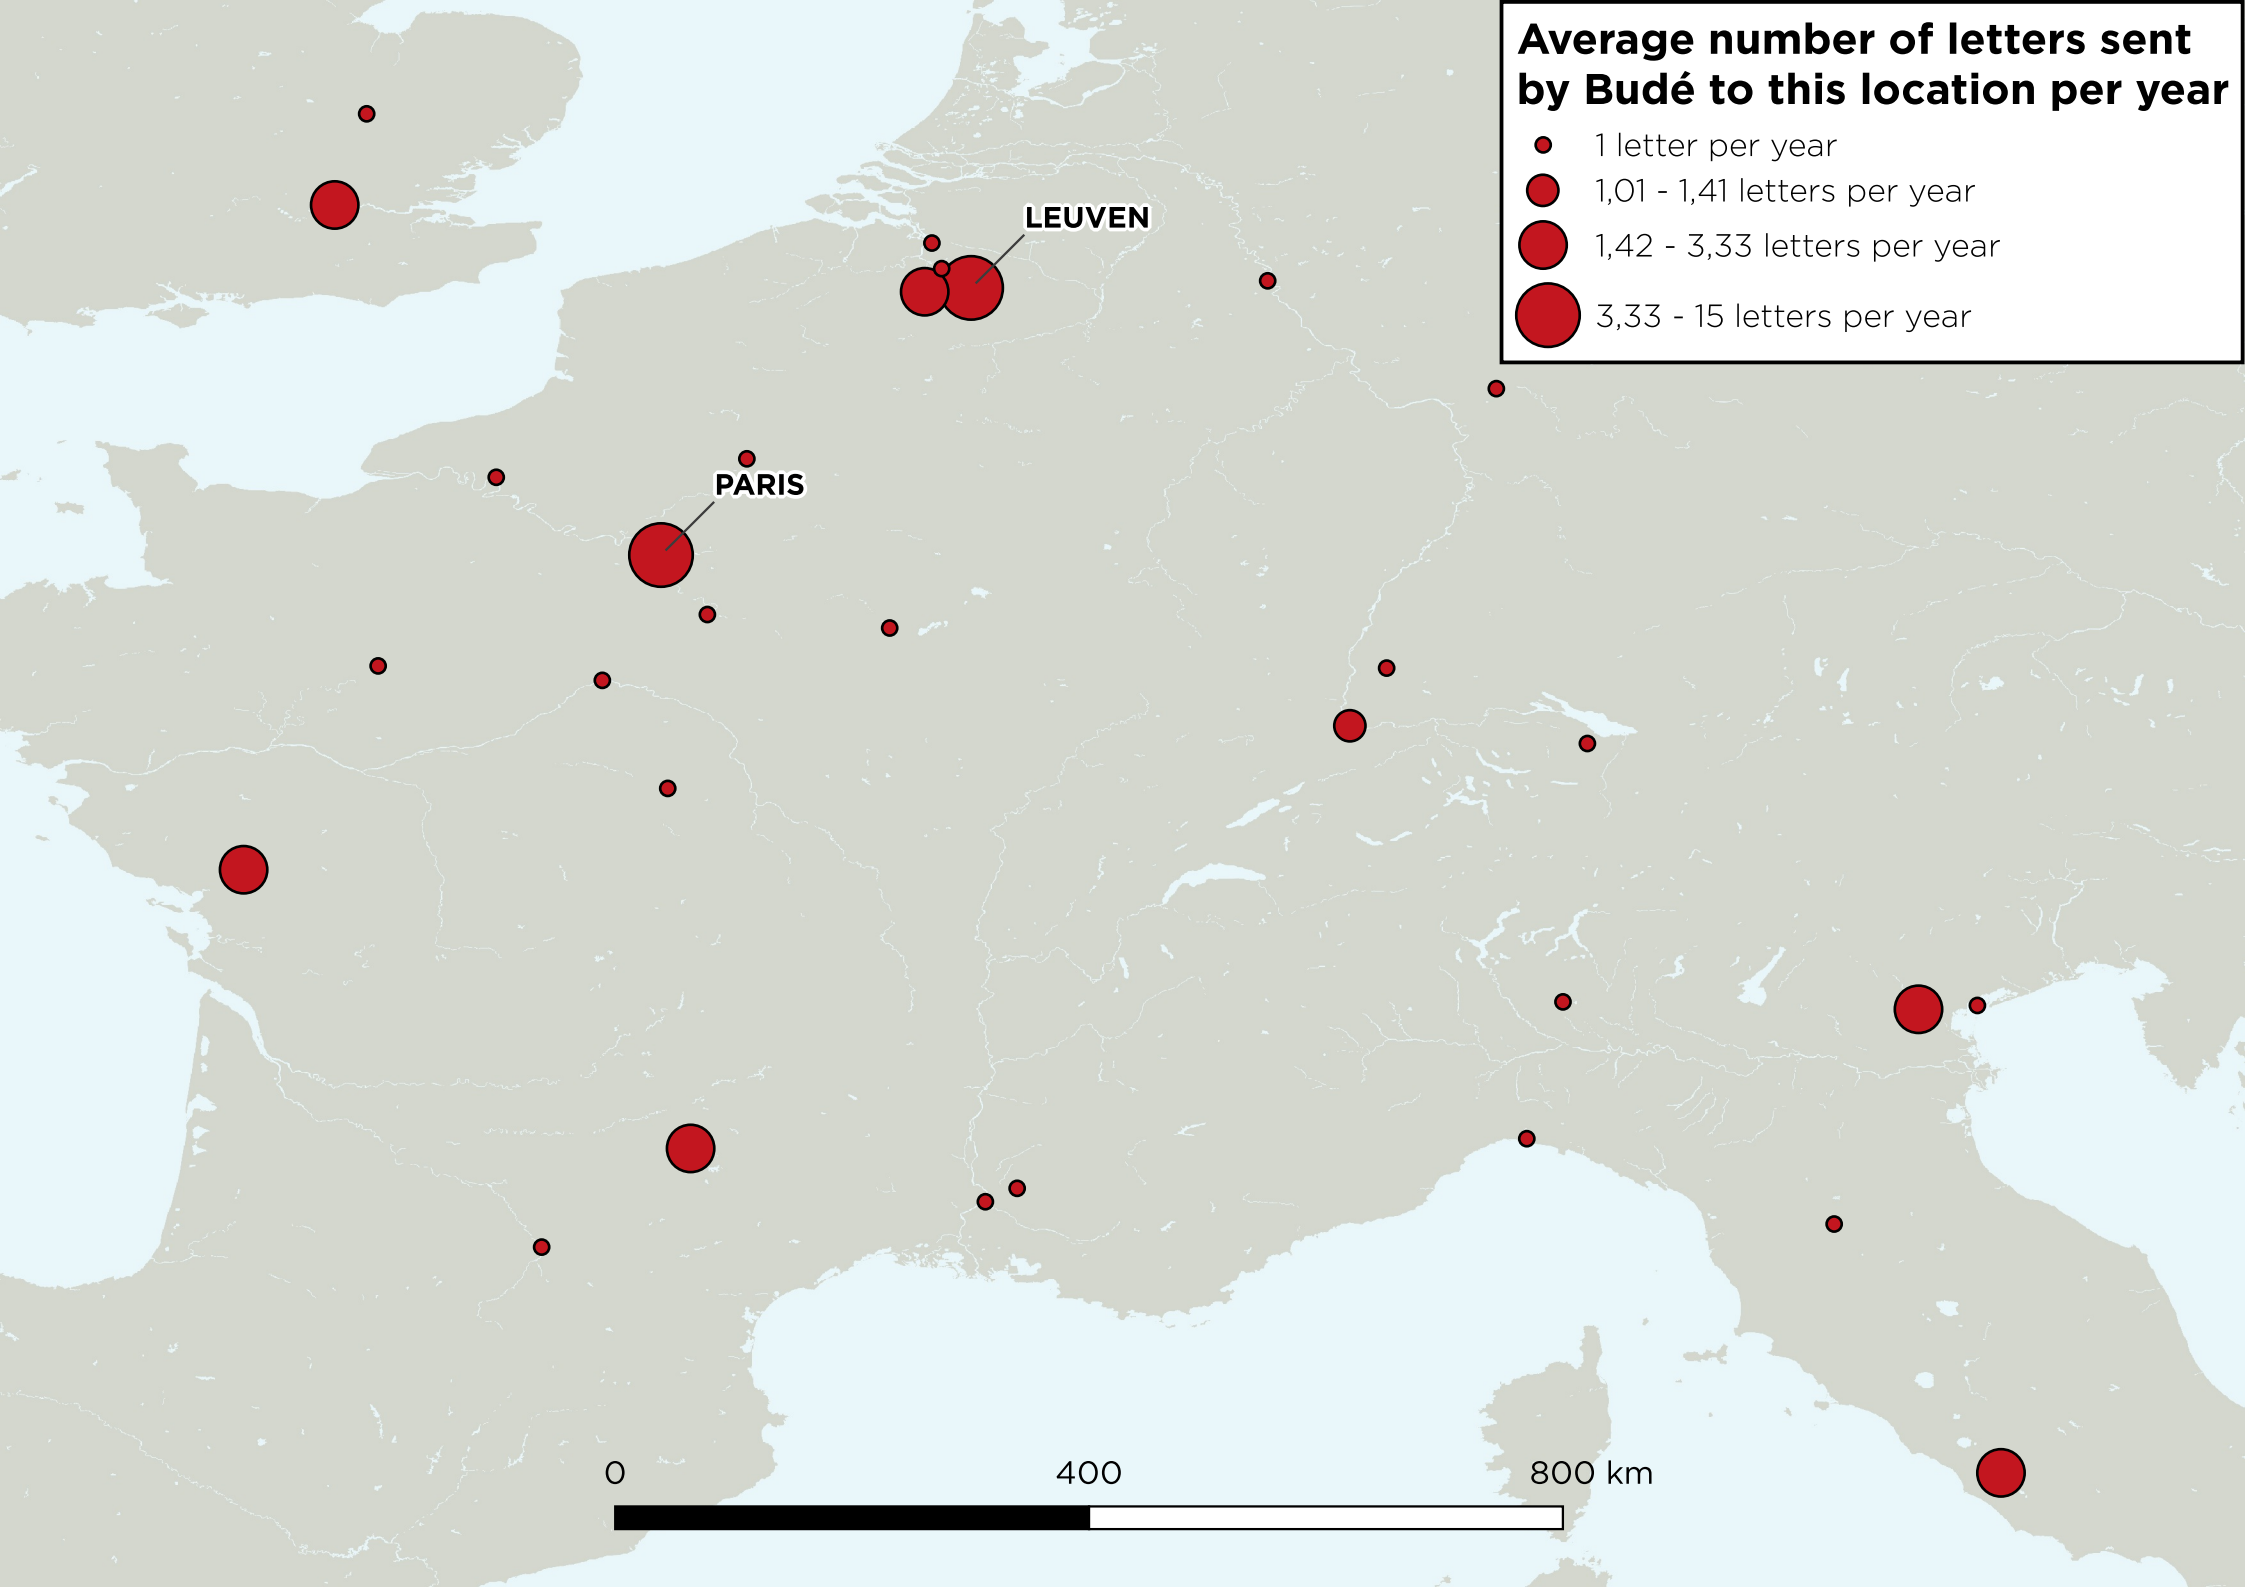 Average number of letters sent
by Budé to this location per year
1 letter per year
1,01 - 1,41 letters per year
1,42 - 3,33 letters per year
3,33 - 15 letters per year
LEUVEN
PARIS
0 400 800 km